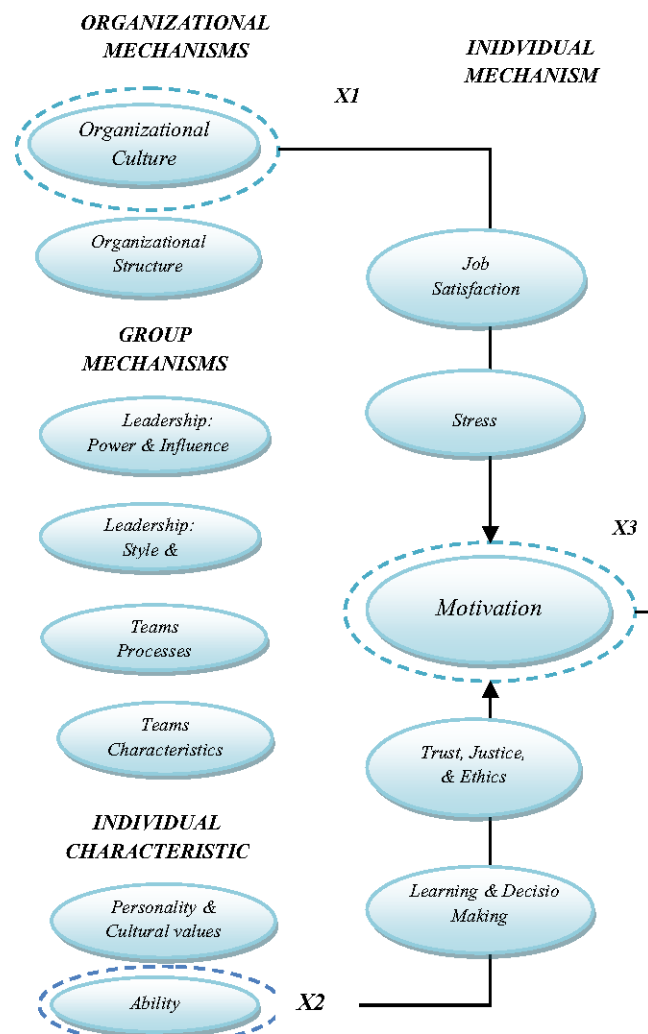 ORGANIZATIONAL
MECHANISMS
Organizational
Culture
Organizational
Structure
GROUP
MECHANISMS
Leadership:
Power & Influence
Leadership:
Style &
Teams
Processes
Teams
Characteristics
INDIVIDUAL
CHARACTERISTIC
Personality &
Cultural values
Ability
X2
X1
INIDVIDUAL
MECHANISM
Job
Satisfaction
Stress
X3
Motivation
Trust, Justice,
& Ethics
Learning & Decisio
Making